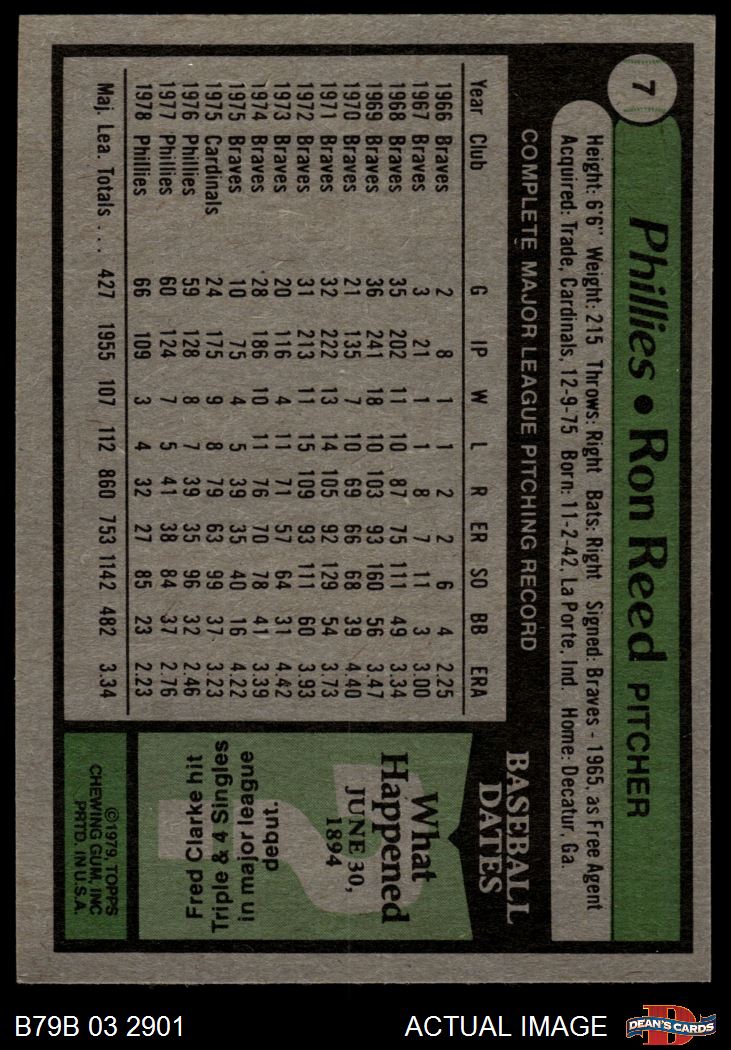 7
Phillies • Ron Reed PITCHER
Height: 6'6" Weight: 215 Throws: Right Bats: Right Signed: Braves - 1965, as Free Agent
Acquired: Trade, Cardinals, 12-9-75 Born: 11-2-42, La Porte, Ind. Home: Decatur, Ga.
COMPLETE MAJOR LEAGUE PITCHING RECORD
Year Club G IP W L R ER SO BB ERA
1966 Braves 2 8 1 1 2 2 6 4 2.25
1967 Braves 3 21 1 1 8 7 11 3 3.00
1968 Braves 35 202 11 10 87 75 111 49 3.34
1969 Braves 36 241 18 10 103 93 160 56 3.47
1970 Braves 21 135 7 10 69 66 68 39 4.40
1971 Braves 32 222 13 14 105 92 129 54 3.73
1972 Braves 31 213 11 15 109 93 111 60 3.93
1973 Braves 20 116 4 11 71 57 64 31 4.42
1974 Braves 28 186 10 11 76 70 78 41 3.39
1975 Braves 10 75 4 5 39 35 40 16 4.22
1975 Cardinals 24 175 9 8 79 63 99 37 3.23
1976 Phillies 59 128 8 7 39 35 96 32 2.46
1977 Phillies 60 124 7 5 41 38 84 37 2.76
1978 Phillies 66 109 3 4 32 27 85 23 2.23
Maj. Lea. Totals . . . 427 1955 107 112 860 753 1142 482 3.34
BASEBALL
DATES
What
Happened
JUNE 30,
1894
Fred Clarke hit
Triple & 4 Singles
in major league
debut.
©1979, TOPPS
CHEWING GUM, INC
PRTD. IN U.S.A.
B79B 03 2901 ACTUAL IMAGE
D
DEAN'S CARDS